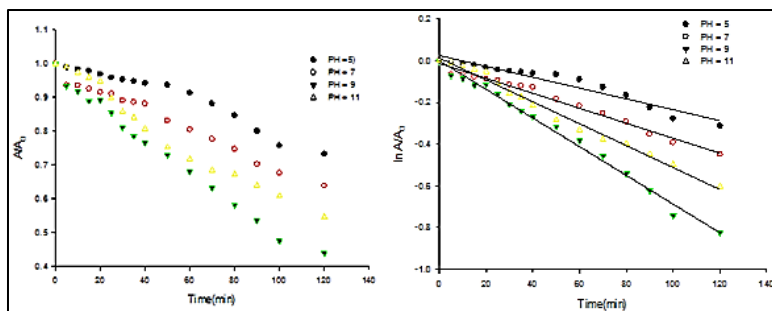 1.1
1.0
0.9
0.8
0.7
0.6
0.5
0.4
A/A₀
0
20
40
60
80
100
120
140
Time(min)
PH = 5)
PH = 7
PH = 9
PH = 11
0.2
0.0
-0.2
-0.4
-0.6
-0.8
-1.0
ln A/A₀
0
20
40
60
80
100
120
140
Time(min)
PH = 5
PH = 7
PH = 9
PH = 11